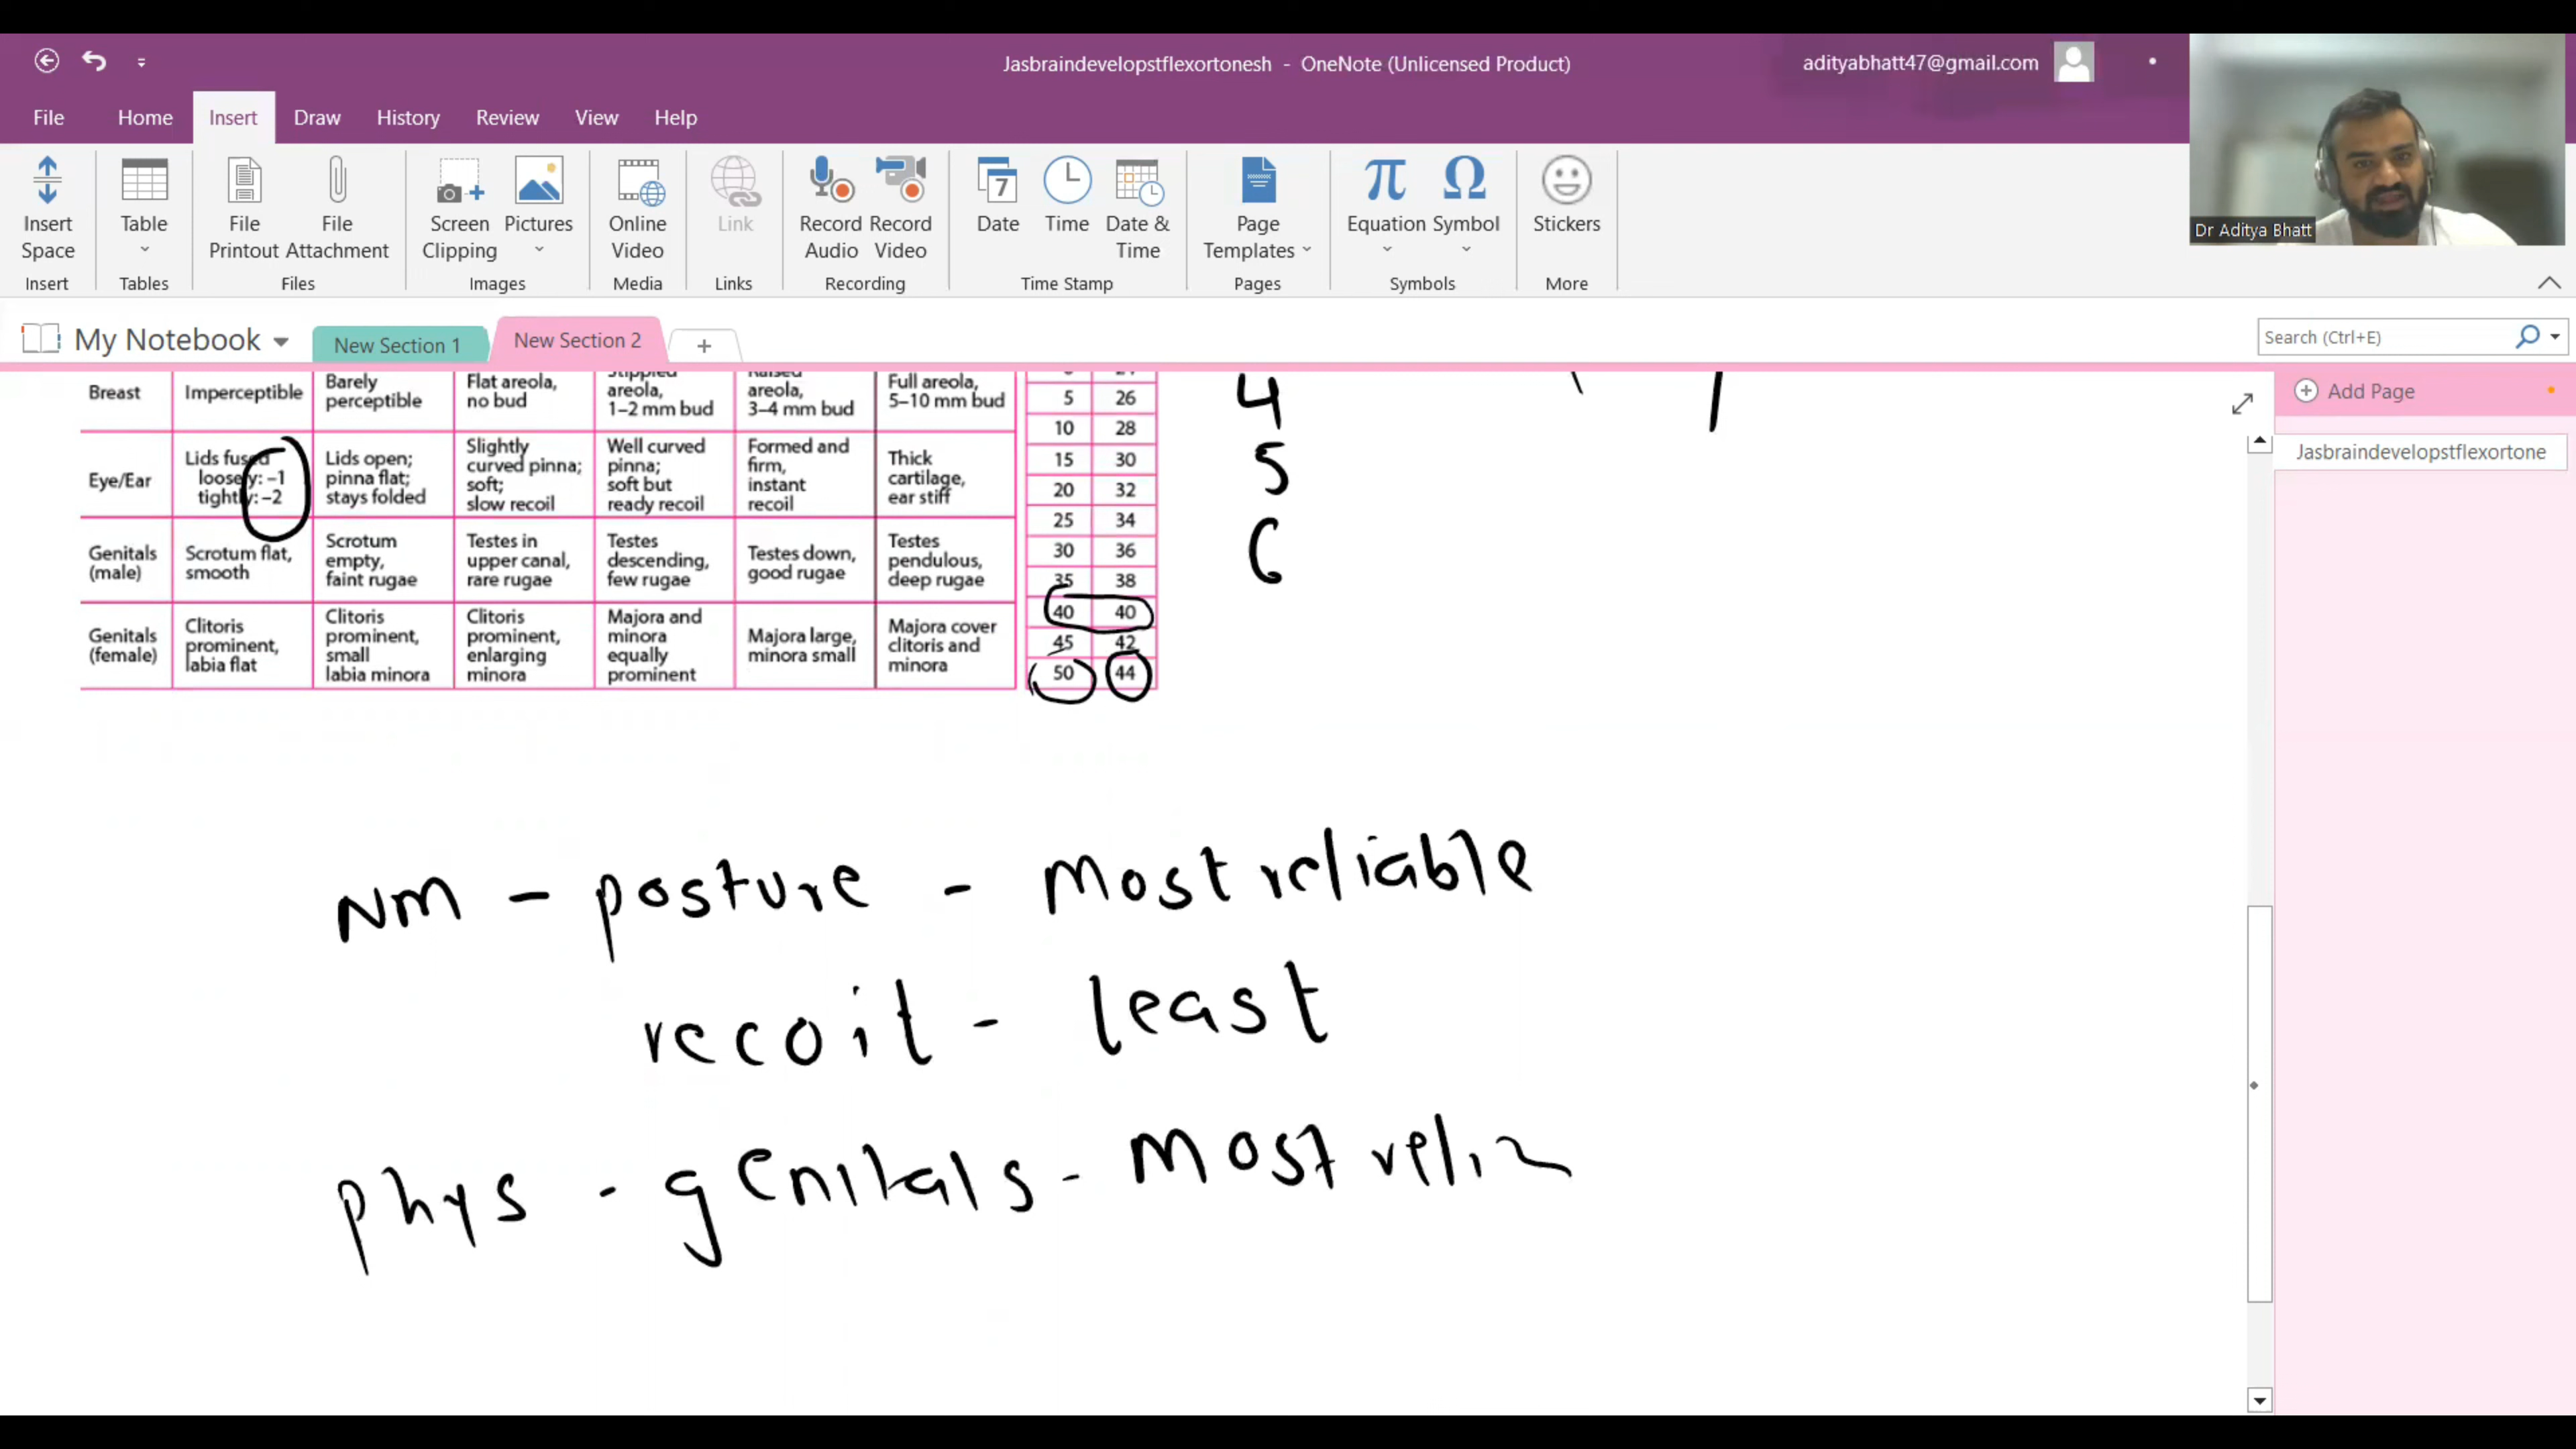 Jasbraindevelopstflexortonesh - OneNote (Unlicensed Product)
adityabhatt47@gmail.com
File Home Insert Draw History Review View Help
Insert Space
Table
File Printout
File Attachment
Screen Clipping
Pictures
Online Video
Link
Record Audio
Record Video
Date
Time
Date & Time
Page Templates
Equation
Symbol
Stickers
Insert Tables Files Images Media Links Recording Time Stamp Pages Symbols More
Dr Aditya Bhatt
My Notebook
New Section 1
New Section 2
Search (Ctrl+E)
Add Page
Jasbraindevelopstflexortone
Breast
Imperceptible
Barely perceptible
Flat areola, no bud
Stippled areola, 1–2 mm bud
Raised areola, 3–4 mm bud
Full areola, 5–10 mm bud
Eye/Ear
Lids fused loosely: –1 tightly: –2
Lids open; pinna flat; stays folded
Slightly curved pinna; soft; slow recoil
Well curved pinna; soft but ready recoil
Formed and firm, instant recoil
Thick cartilage, ear stiff
Genitals (male)
Scrotum flat, smooth
Scrotum empty, faint rugae
Testes in upper canal, rare rugae
Testes descending, few rugae
Testes down, good rugae
Testes pendulous, deep rugae
Genitals (female)
Clitoris prominent, labia flat
Clitoris prominent, small labia minora
Clitoris prominent, enlarging minora
Majora and minora equally prominent
Majora large, minora small
Majora cover clitoris and minora
5 26
10 28
15 30
20 32
25 34
30 36
35 38
40 40
45 42
50 44
4
5
6
NM - posture - Most reliable
recoil - least
phys - genitals - Most